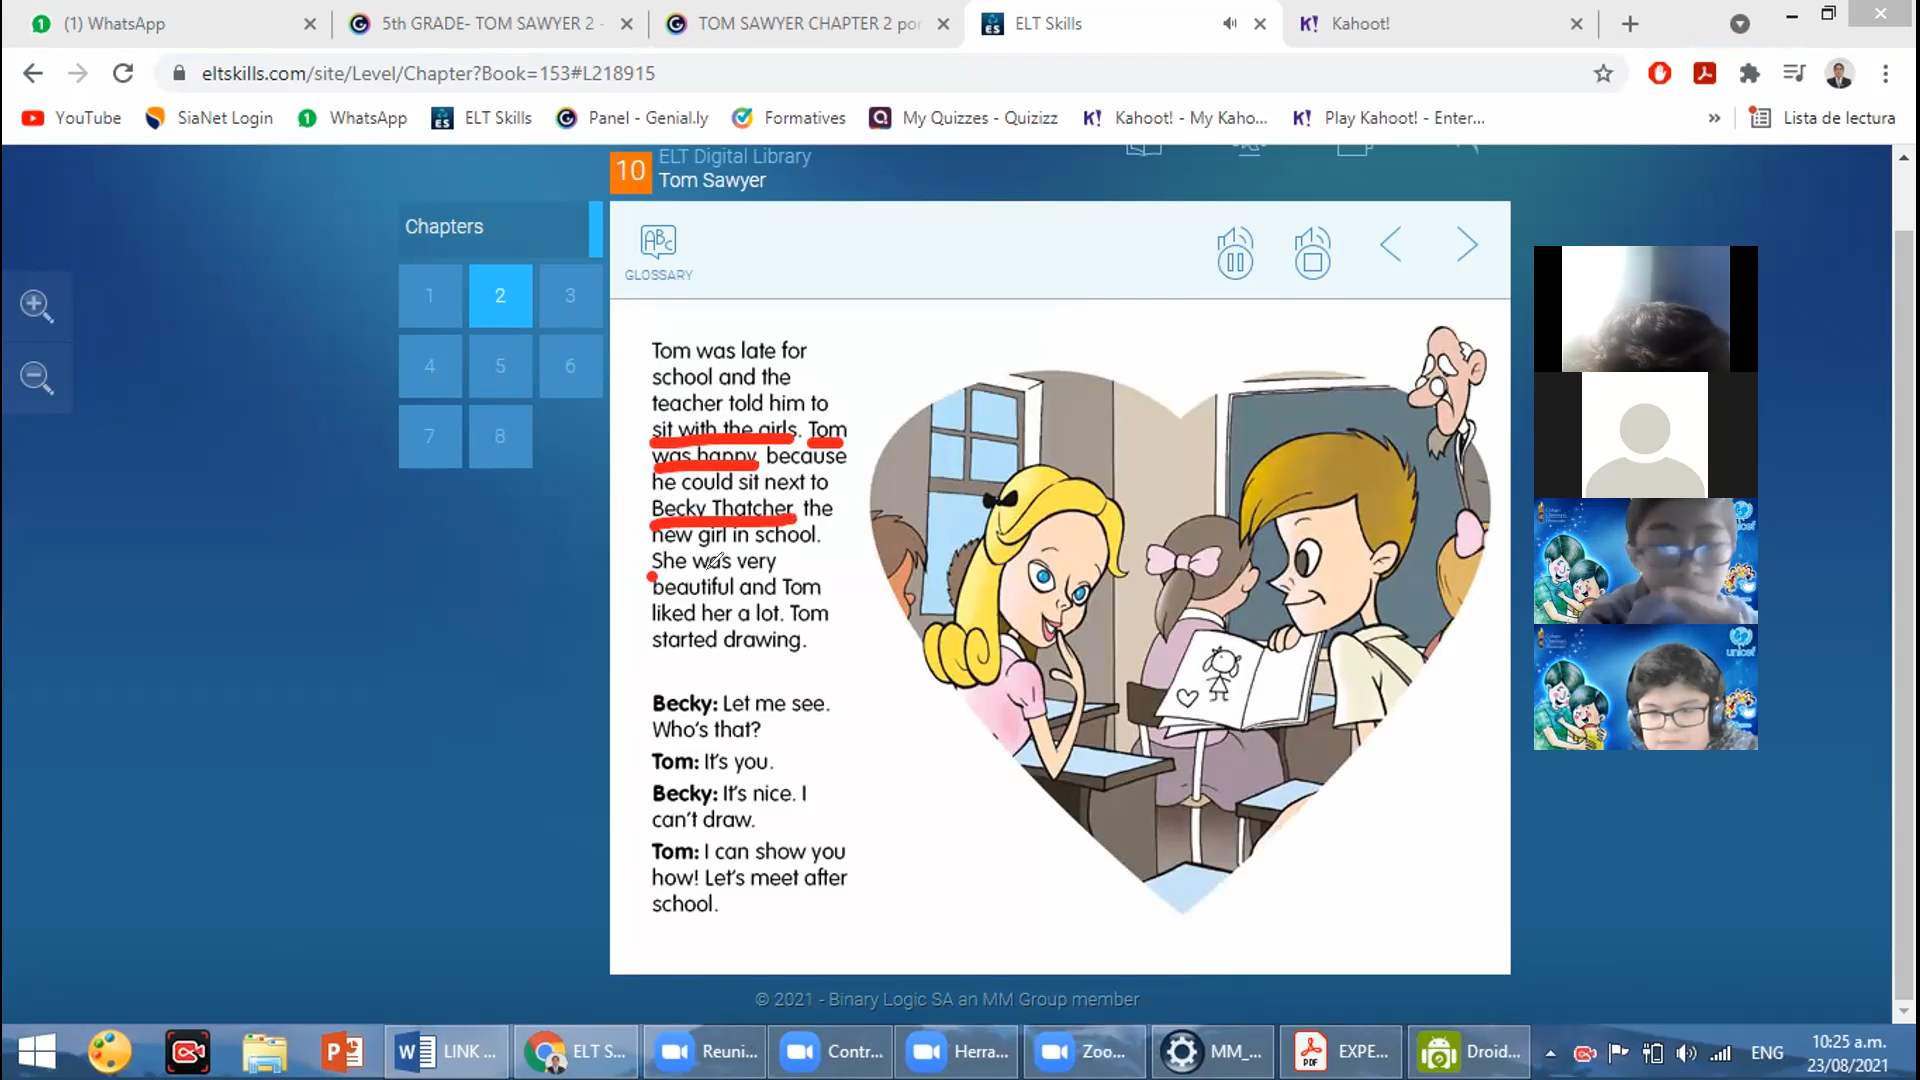 (1) WhatsApp
5th GRADE- TOM SAWYER 2 -
TOM SAWYER CHAPTER 2 por
ELT Skills
Kahoot!
eltskills.com/site/Level/Chapter?Book=153#L218915
YouTube
SiaNet Login
WhatsApp
ELT Skills
Panel - Genial.ly
Formatives
My Quizzes - Quizizz
Kahoot! - My Kaho...
Play Kahoot! - Enter...
»
Lista de lectura
10
ELT Digital Library
Tom Sawyer
Chapters
1 2 3
4 5 6
7 8
ABC
GLOSSARY
Tom was late for
school and the
teacher told him to
sit with the girls. Tom
was happy because
he could sit next to
Becky Thatcher, the
new girl in school.
She was very
beautiful and Tom
liked her a lot. Tom
started drawing.
Becky: Let me see.
Who's that?
Tom: It's you.
Becky: It's nice. I
can't draw.
Tom: I can show you
how! Let's meet after
school.
unicef
unicef
© 2021 - Binary Logic SA an MM Group member
LINK ...
ELT S...
Reuni...
Contr...
Herra...
Zoo...
MM_...
EXPE...
Droid...
ENG
10:25 a.m.
23/08/2021